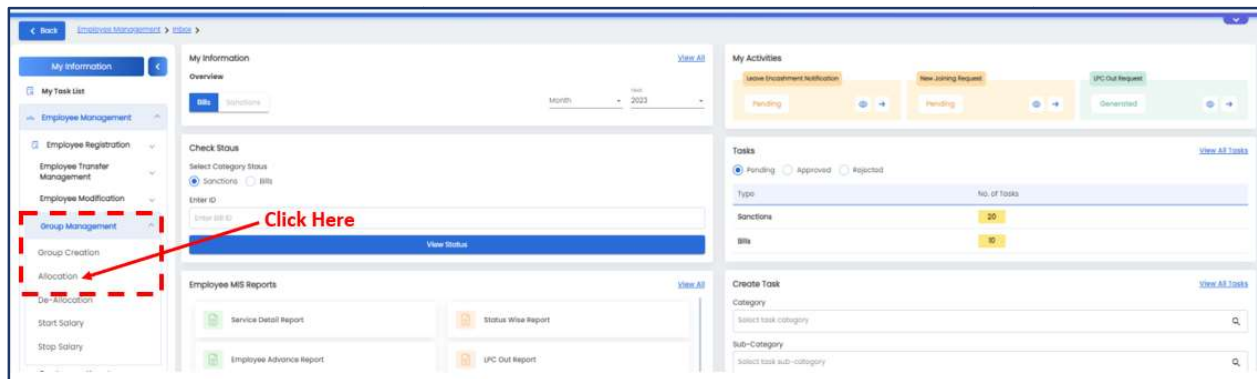 Back
Employee Management > Inbox >
My Information
My Task List
Employee Management
Employee Registration
Employee Transfer
Management
Employee Modification
Group Management
Group Creation
Allocation
De-Allocation
Start Salary
Stop Salary
My Information
View All
Overview
Bills
Sanctions
Month
Year
2023
Check Staus
Select Category Staus
Sanctions
Bills
Enter ID
Enter Bill ID
View Status
Click Here
Employee MIS Reports
View All
Service Detail Report
Status Wise Report
Employee Advance Report
LPC Out Report
My Activities
Leave Encashment Notification
Pending
New Joining Request
Pending
LPC Out Request
Generated
Tasks
View All Tasks
Pending
Approved
Rejected
Type
No. of Tasks
Sanctions
20
Bills
10
Create Task
View All Tasks
Category
Select task category
Sub-Category
Select task sub-category